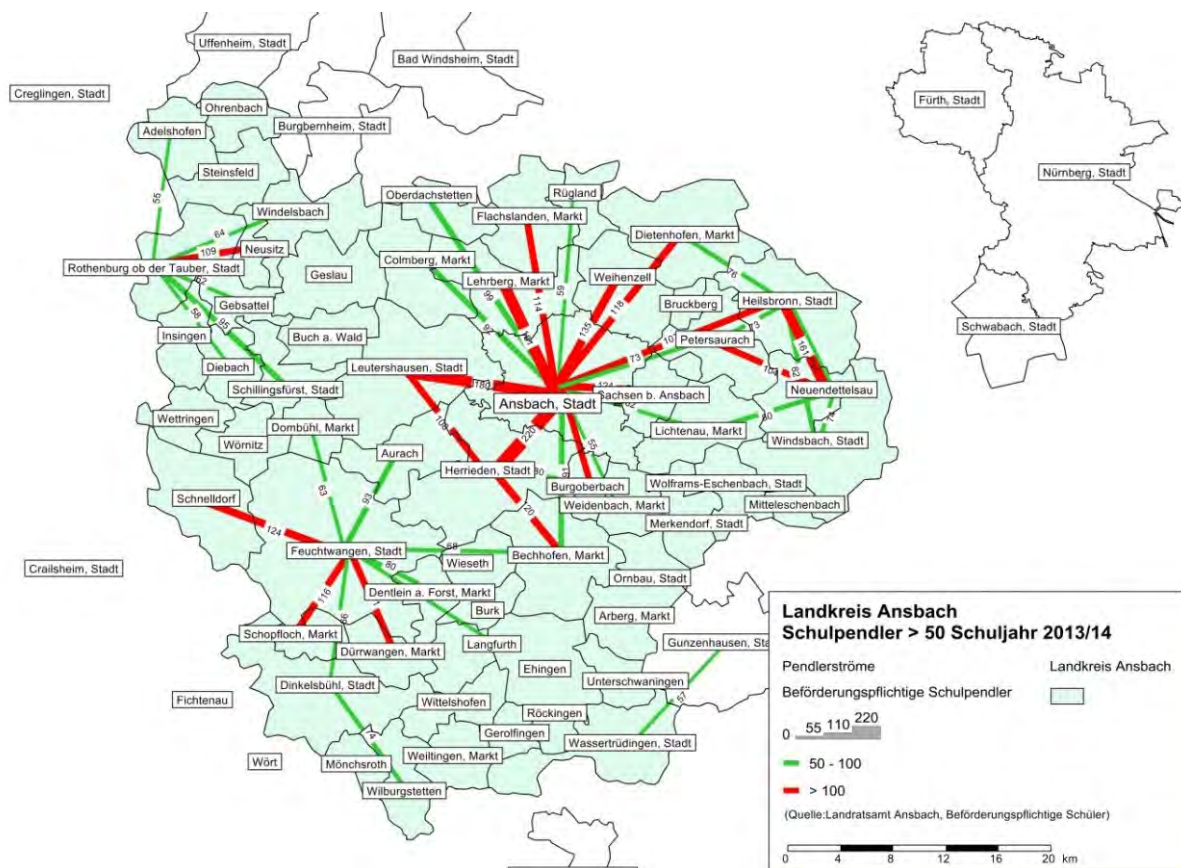 Uffenheim, Stadt
Bad Windsheim, Stadt
Creglingen, Stadt
Ohrenbach
Fürth, Stadt
Burgbernheim, Stadt
Adelshofen
Steinsfeld
Nürnberg, Stadt
Oberdachstetten
Rügland
55
Windelsbach
Flachslanden, Markt
64
Dietenhofen, Markt
109
Neusitz
Colmberg, Markt
Rothenburg ob der Tauber, Stadt
Geslau
Weihenzell
76
62
Lehrberg, Markt
99
59
Gebsattel
114
118
Bruckberg
Heilsbronn, Stadt
58
95
135
73
Schwabach, Stadt
Insingen
Buch a. Wald
Petersaurach
161
Diebach
Leutershausen, Stadt
73
82
Schillingsfürst, Stadt
180
124
Sachsen b. Ansbach
Neuendettelsau
Ansbach, Stadt
Wettringen
Dombühl, Markt
Lichtenau, Markt
74
Wörnitz
Aurach
220
55
Windsbach, Stadt
Schnelldorf
63
93
Herrieden, Stadt
Burgoberbach
Wolframs-Eschenbach, Stadt
Weidenbach, Markt
Mitteleschenbach
120
Merkendorf, Stadt
124
Feuchtwangen, Stadt
Bechhofen, Markt
Crailsheim, Stadt
Wieseth
80
Ornbau, Stadt
Dentlein a. Forst, Markt
116
Burk
Arberg, Markt
66
Schopfloch, Markt
Langfurth
Dürrwangen, Markt
Ehingen
Dinkelsbühl, Stadt
Unterschwaningen
Fichtenau
Wittelshofen
57
Röckingen
74
Gerolfingen
Wassertrüdingen, Stadt
Wört
Mönchsroth
Weiltingen, Markt
Wilburgstetten
Landkreis Ansbach
Schulpendler > 50 Schuljahr 2013/14
Pendlerströme
Landkreis Ansbach
Beförderungspflichtige Schulpendler
0 55 110 220
50 - 100
> 100
(Quelle:Landratsamt Ansbach, Beförderungspflichtige Schüler)
0 4 8 12 16 20 km